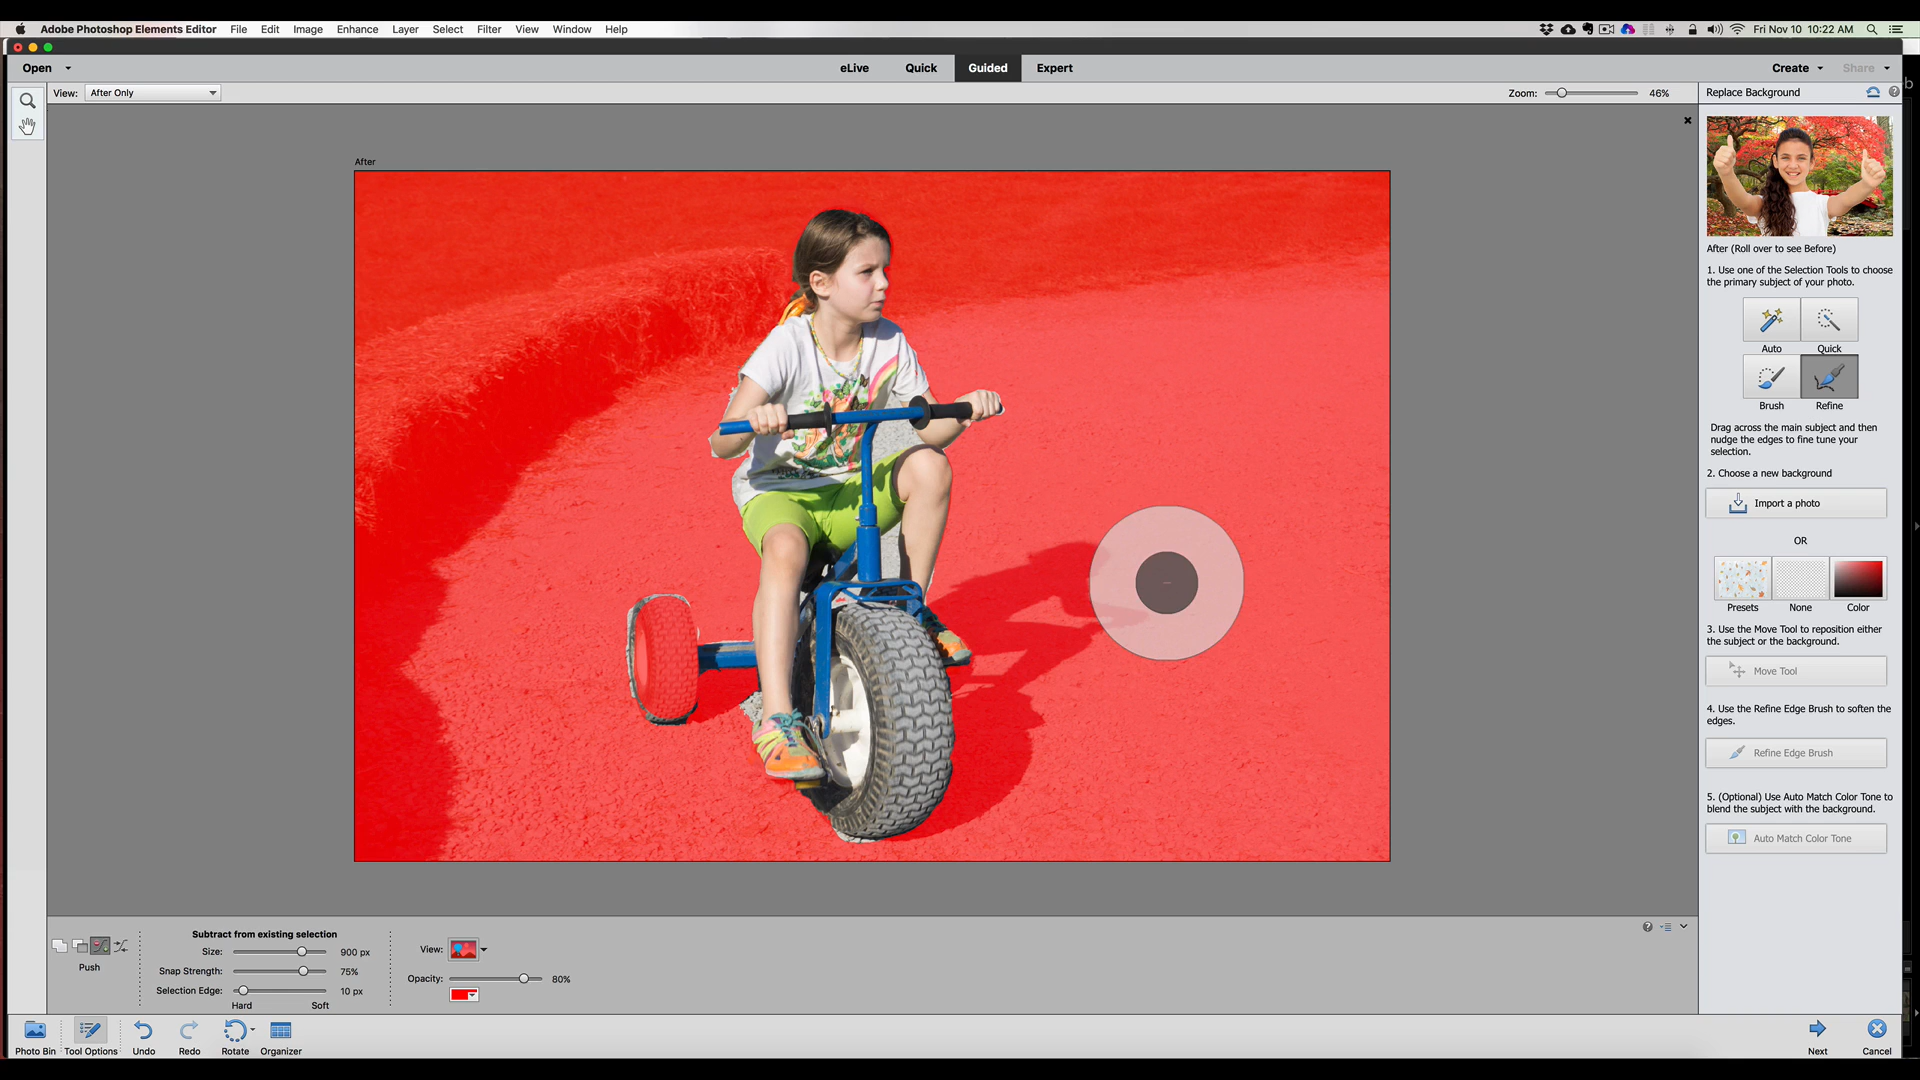 Adobe Photoshop Elements Editor File Edit Image Enhance Layer Select Filter View Window Help Fri Nov 10 10:22 AM
Open eLive Quick Guided Expert Create Share
View: After Only Zoom: 46% Replace Background
After
After (Roll over to see Before)
1. Use one of the Selection Tools to choose
the primary subject of your photo.
Auto Quick
Brush Refine
Drag across the main subject and then
nudge the edges to fine tune your
selection.
2. Choose a new background
Import a photo
OR
Presets None Color
3. Use the Move Tool to reposition either
the subject or the background.
Move Tool
4. Use the Refine Edge Brush to soften the
edges.
Refine Edge Brush
5. (Optional) Use Auto Match Color Tone to
blend the subject with the background.
Auto Match Color Tone
Push
Subtract from existing selection
Size: 900 px
Snap Strength: 75%
Selection Edge: 10 px
Hard Soft
View:
Opacity: 80%
Photo Bin Tool Options Undo Redo Rotate Organizer Next Cancel